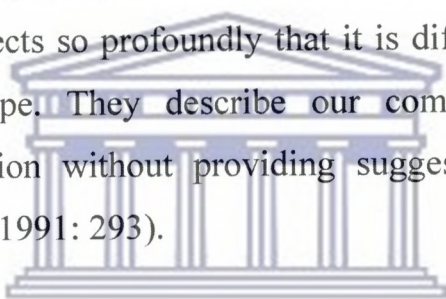 ects so profoundly that it is dif
pe. They describe our com
ion without providing sugges
1991: 293).